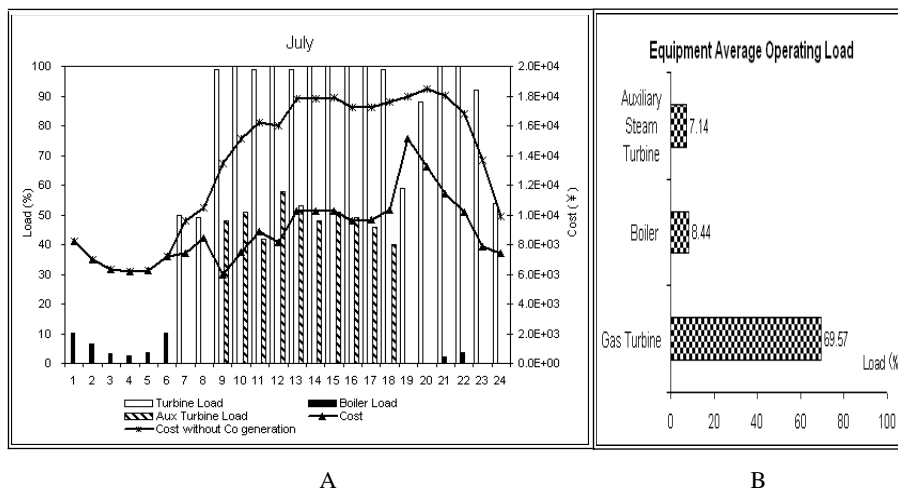 July
100
90
80
70
60
50
40
30
20
10
0
Load (%)
2.0E+04
1.8E+04
1.6E+04
1.4E+04
1.2E+04
1.0E+04
8.0E+03
6.0E+03
4.0E+03
2.0E+03
0.0E+00
Cost (¥)
1 2 3 4 5 6 7 8 9 10 11 12 13 14 15 16 17 18 19 20 21 22 23 24
Turbine Load
Boiler Load
Aux Turbine Load
Cost
Cost without Co generation
A
Equipment Average Operating Load
Auxiliary
Steam
Turbine
7.14
Boiler
8.44
Gas Turbine
69.57
Load (%
0 20 40 60 80 100
B